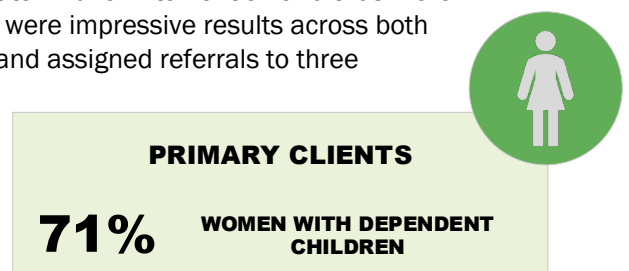 were impressive results across both
and assigned referrals to three
PRIMARY CLIENTS
71%
WOMEN WITH DEPENDENT
CHILDREN